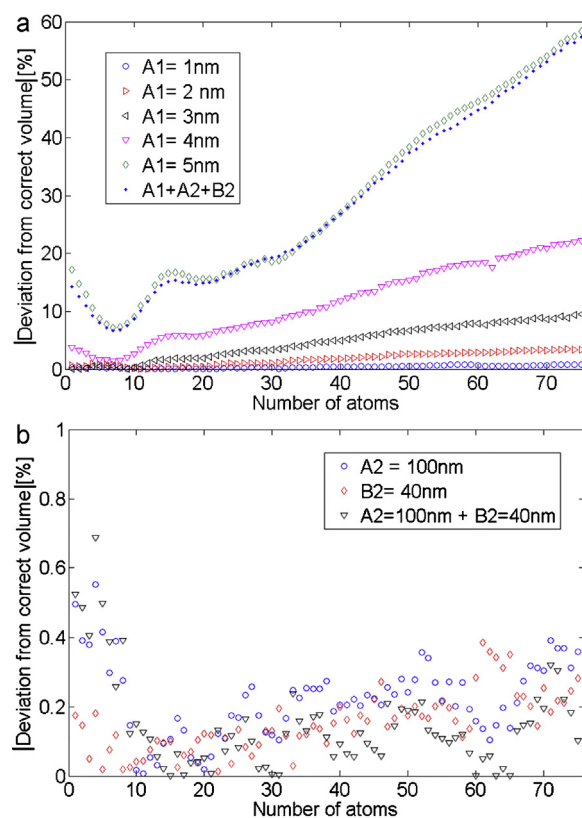 a
60
50
40
30
20
10
0
|Deviation from correct volume|[%]
A1= 1nm
A1= 2 nm
A1= 3nm
A1= 4nm
A1= 5nm
A1+A2+B2
0 10 20 30 40 50 60 70
Number of atoms
b
1
0.8
0.6
0.4
0.2
0
|Deviation from correct volume|[%]
A2 = 100nm
B2= 40nm
A2=100nm + B2=40nm
0 10 20 30 40 50 60 70
Number of atoms